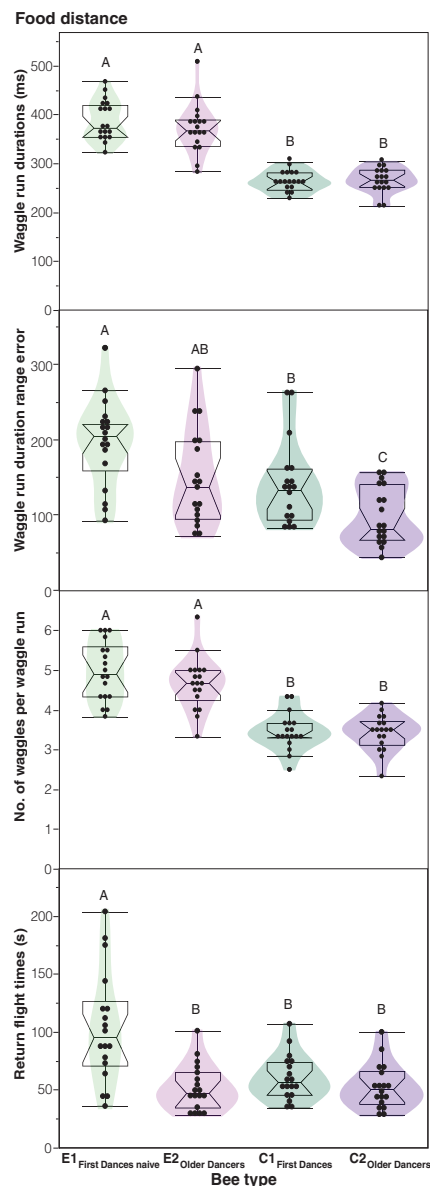 Food distance
Waggle run durations (ms)
500
400
300
200
100
0
A
A
B
B
Waggle run duration range error
300
200
100
0
A
AB
B
C
No. of waggles per waggle run
6
5
4
3
2
1
0
A
A
B
B
Return flight times (s)
200
150
100
50
0
A
B
B
B
E1First Dances naive E2Older Dancers C1First Dances C2Older Dancers
Bee type